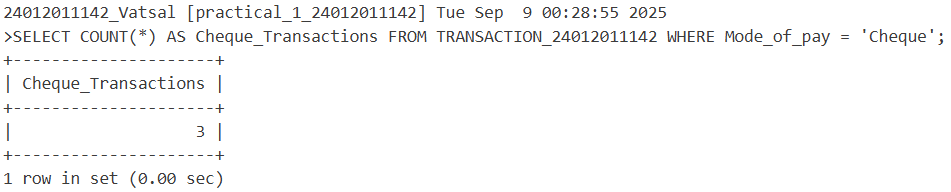 24012011142_Vatsal [practical_1_24012011142] Tue Sep  9 00:28:55 2025
>SELECT COUNT(*) AS Cheque_Transactions FROM TRANSACTION_24012011142 WHERE Mode_of_pay = 'Cheque';
+---------------------+
| Cheque_Transactions |
+---------------------+
|                   3 |
+---------------------+
1 row in set (0.00 sec)